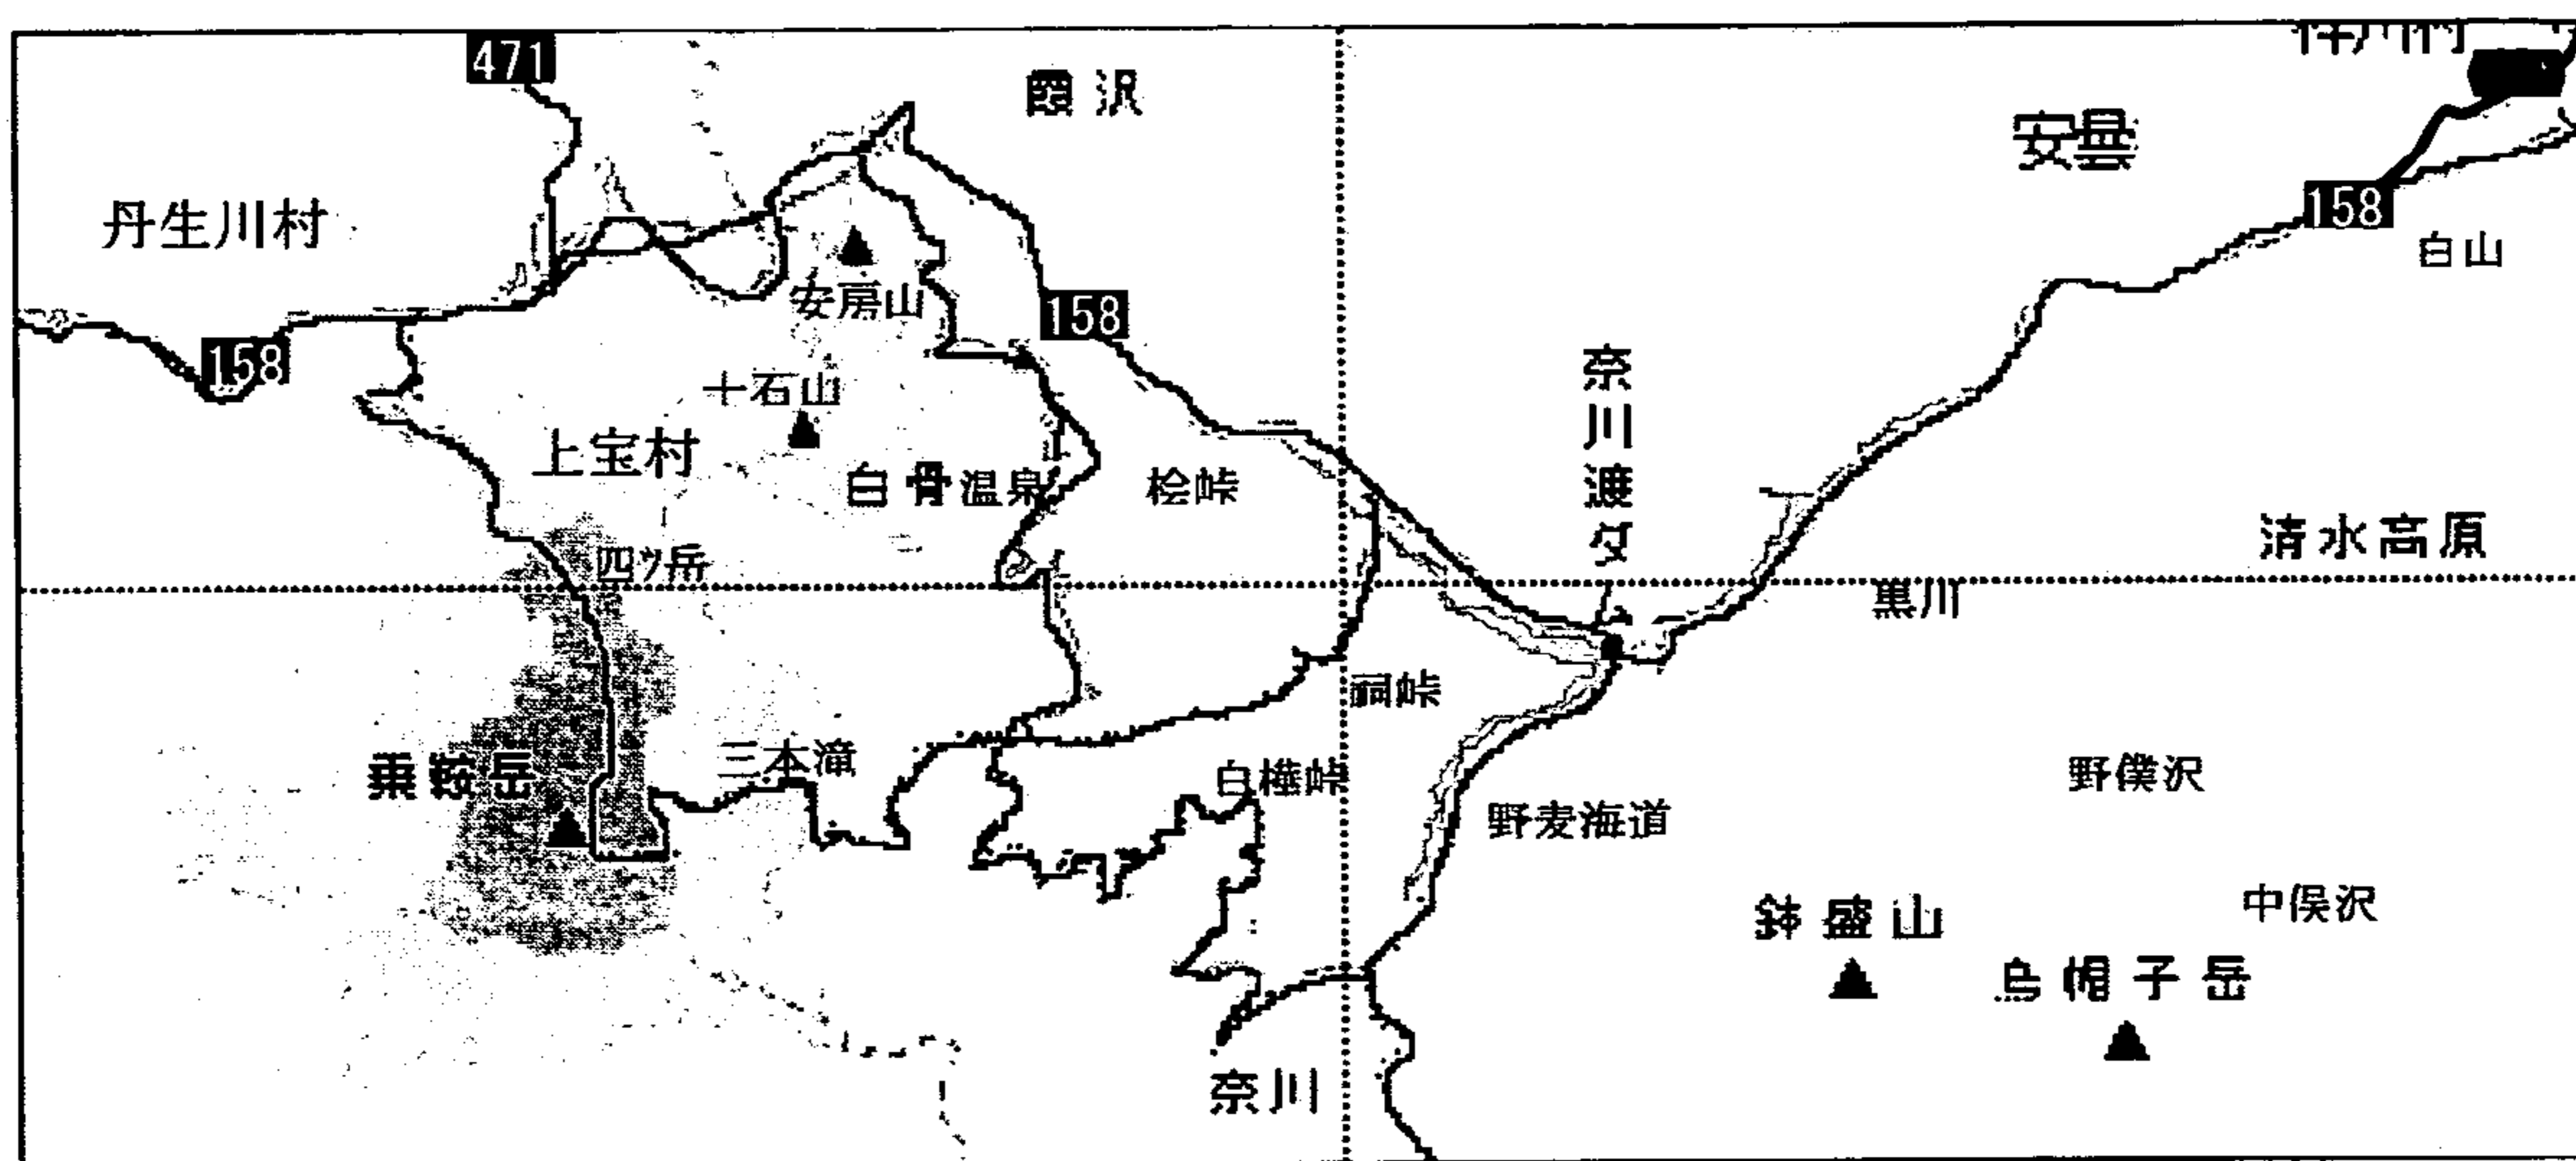 471
霞沢
安曇
158
白山
丹生川村
安房山
158
158
十石山
上宝村
白骨温泉
桧峠
奈川渡ダ
清水高原
四ツ岳
黒川
祠峠
乗鞍岳
三本滝
白樺峠
野麦海道
野俣沢
中俣沢
鉢盛山
烏帽子岳
奈川